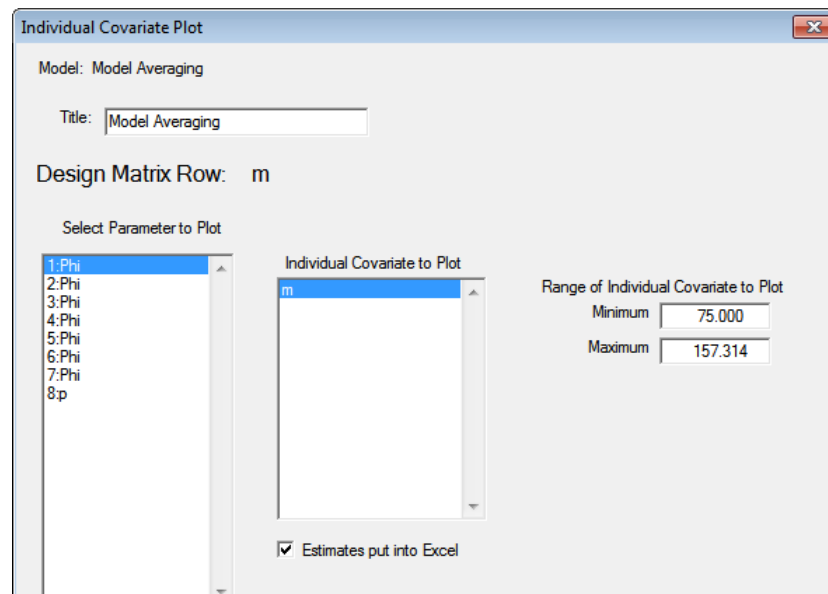 Individual Covariate Plot
Model: Model Averaging
Title: Model Averaging
Design Matrix Row: m
Select Parameter to Plot
1:Phi
2:Phi
3:Phi
4:Phi
5:Phi
6:Phi
7:Phi
8:p
Individual Covariate to Plot
m
Range of Individual Covariate to Plot
Minimum 75.000
Maximum 157.314
Estimates put into Excel